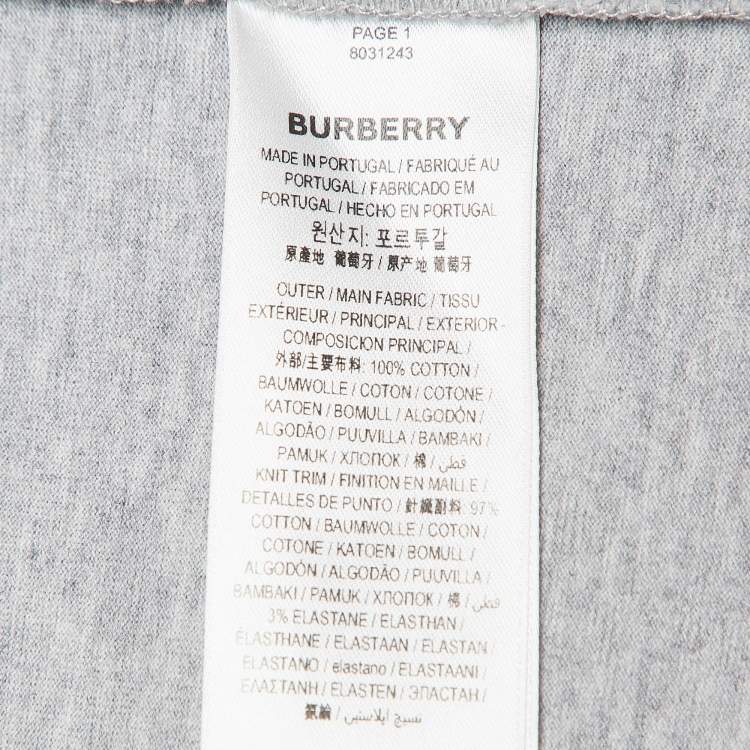 PAGE 1
8031243
BURBERRY
MADE IN PORTUGAL / FABRIQUÉ AU
PORTUGAL / FABRICADO EM
PORTUGAL / HECHO EN PORTUGAL
원산지: 포르투갈
原產地 葡萄牙 / 原产地 葡萄牙
OUTER / MAIN FABRIC / TISSU
EXTÉRIEUR / PRINCIPAL / EXTERIOR -
COMPOSICION PRINCIPAL /
外部/主要布料: 100% COTTON /
BAUMWOLLE / COTON / COTONE /
KATOEN / BOMULL / ALGODÓN /
ALGODÃO / PUUVILLA / BAMBAKI /
PAMUK / ХЛОПОК / 棉 / قطن /
KNIT TRIM / FINITION EN MAILLE /
DETALLES DE PUNTO / 針織副料: 97%
COTTON / BAUMWOLLE / COTON /
COTONE / KATOEN / BOMULL /
ALGODÓN / ALGODÃO / PUUVILLA /
BAMBAKI / PAMUK / ХЛОПОК / 棉 / قطن /
3% ELASTANE / ELASTHAN /
ELASTHANE / ELASTAAN / ELASTAN /
ELASTANO / elastano / ELASTAANI /
ΕΛΑΣΤΑΝΗ / ELASTEN / ЭЛАСТАН /
氨綸 / نسيج ايلاستين /